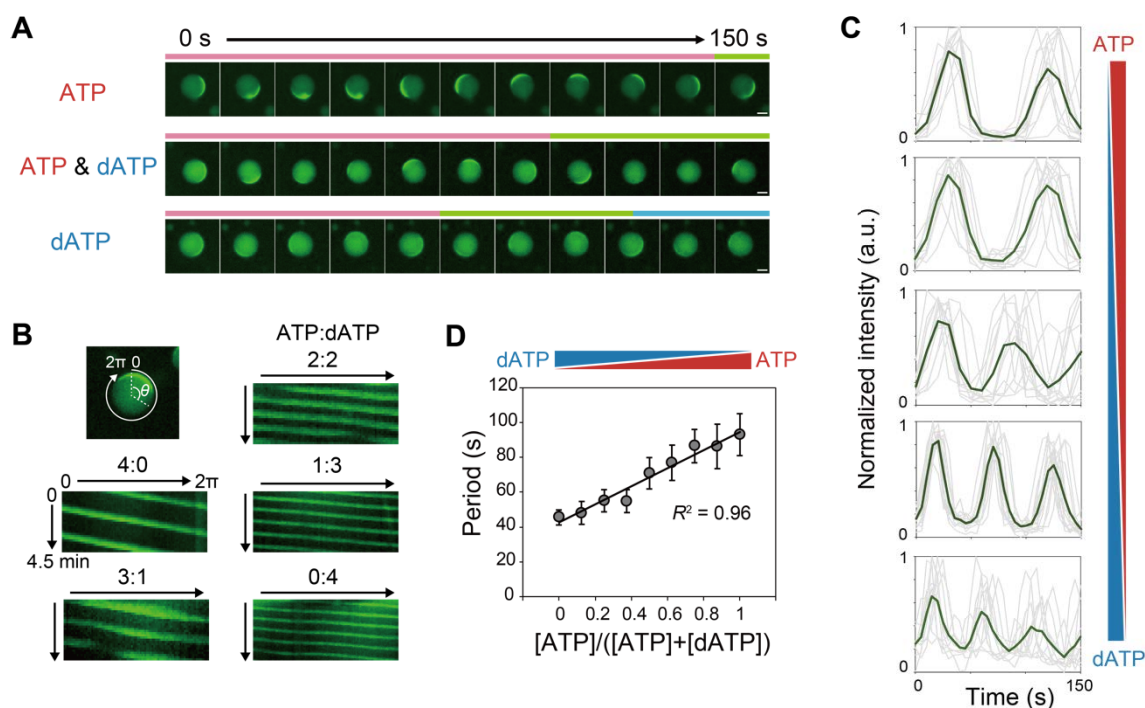 A
0 s
150 s
ATP
ATP & dATP
dATP
B
2π 0
θ
4:0
0
2π
0
4.5 min
3:1
ATP:dATP
2:2
1:3
0:4
D
dATP
ATP
Period (s)
120
100
80
60
40
20
0
R² = 0.96
0 0.2 0.4 0.6 0.8 1
[ATP]/([ATP]+[dATP])
C
Normalized intensity (a.u.)
1
0
1
0
1
0
1
0
1
0
0
150
Time (s)
ATP
dATP